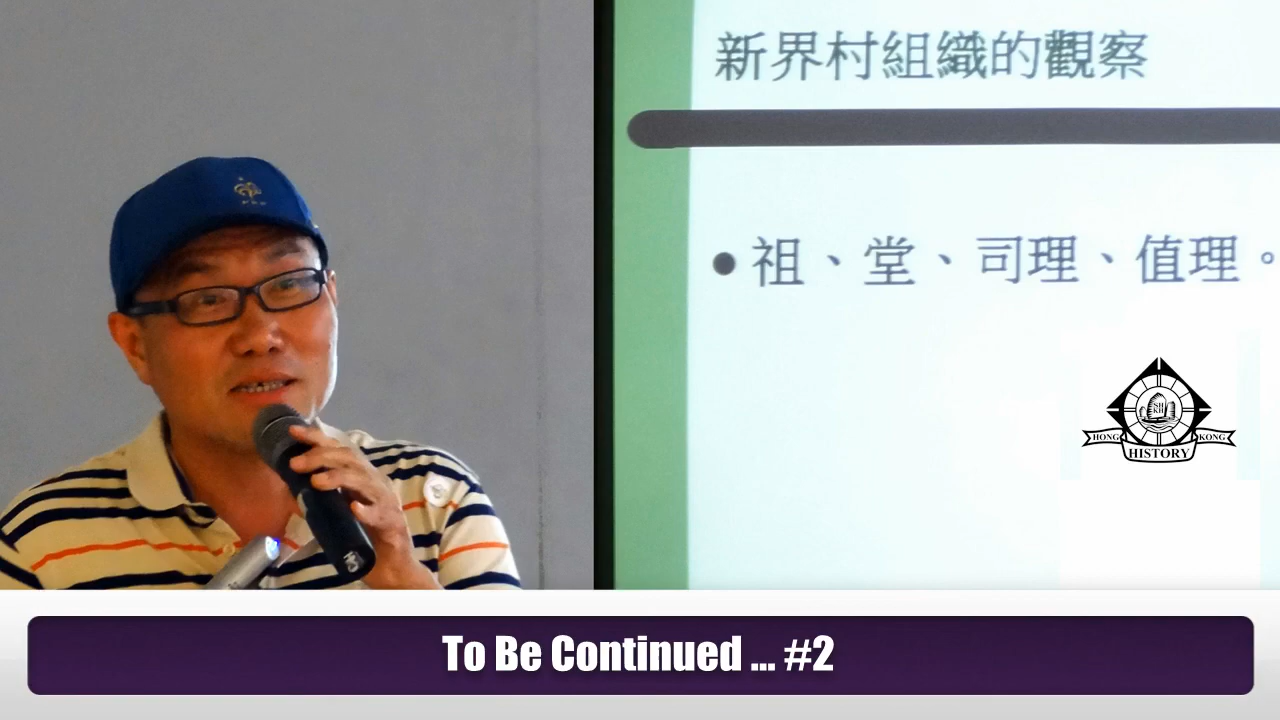 新界村組織的觀察
• 祖、堂、司理、值理。
HONG KONG
HISTORY
To Be Continued ... #2